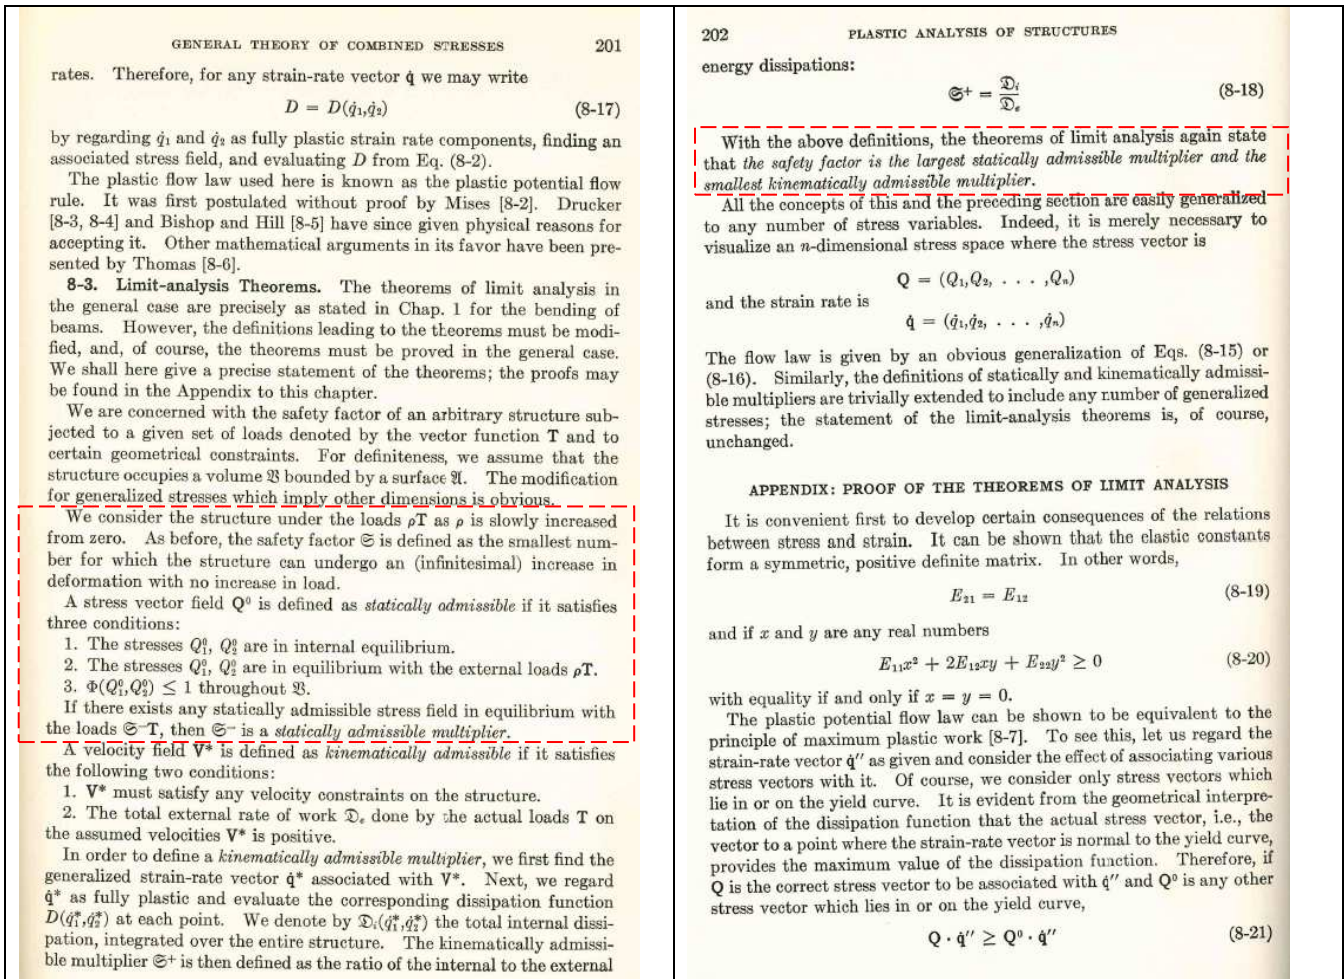 GENERAL THEORY OF COMBINED STRESSES 201
rates. Therefore, for any strain-rate vector q̇ we may write
D = D(q̇₁,q̇₂) (8-17)
by regarding q̇₁ and q̇₂ as fully plastic strain rate components, finding an
associated stress field, and evaluating D from Eq. (8-2).
The plastic flow law used here is known as the plastic potential flow
rule. It was first postulated without proof by Mises [8-2]. Drucker
[8-3, 8-4] and Bishop and Hill [8-5] have since given physical reasons for
accepting it. Other mathematical arguments in its favor have been pre-
sented by Thomas [8-6].
8-3. Limit-analysis Theorems. The theorems of limit analysis in
the general case are precisely as stated in Chap. 1 for the bending of
beams. However, the definitions leading to the theorems must be modi-
fied, and, of course, the theorems must be proved in the general case.
We shall here give a precise statement of the theorems; the proofs may
be found in the Appendix to this chapter.
We are concerned with the safety factor of an arbitrary structure sub-
jected to a given set of loads denoted by the vector function T and to
certain geometrical constraints. For definiteness, we assume that the
structure occupies a volume 𝔅 bounded by a surface 𝔄. The modification
for generalized stresses which imply other dimensions is obvious.
We consider the structure under the loads ρT as ρ is slowly increased
from zero. As before, the safety factor 𝔖 is defined as the smallest num-
ber for which the structure can undergo an (infinitesimal) increase in
deformation with no increase in load.
A stress vector field Q⁰ is defined as statically admissible if it satisfies
three conditions:
1. The stresses Q₁⁰, Q₂⁰ are in internal equilibrium.
2. The stresses Q₁⁰, Q₂⁰ are in equilibrium with the external loads ρT.
3. Φ(Q₁⁰,Q₂⁰) ≤ 1 throughout 𝔅.
If there exists any statically admissible stress field in equilibrium with
the loads 𝔖⁻T, then 𝔖⁻ is a statically admissible multiplier.
A velocity field V* is defined as kinematically admissible if it satisfies
the following two conditions:
1. V* must satisfy any velocity constraints on the structure.
2. The total external rate of work 𝔇ₑ done by the actual loads T on
the assumed velocities V* is positive.
In order to define a kinematically admissible multiplier, we first find the
generalized strain-rate vector q̇* associated with V*. Next, we regard
q̇* as fully plastic and evaluate the corresponding dissipation function
D(q̇₁*,q̇₂*) at each point. We denote by 𝔇ᵢ(q̇₁*,q̇₂*) the total internal dissi-
pation, integrated over the entire structure. The kinematically admissi-
ble multiplier 𝔖⁺ is then defined as the ratio of the internal to the external
202 PLASTIC ANALYSIS OF STRUCTURES
energy dissipations:
𝔖⁺ = 𝔇ᵢ/𝔇ₑ (8-18)
With the above definitions, the theorems of limit analysis again state
that the safety factor is the largest statically admissible multiplier and the
smallest kinematically admissible multiplier.
All the concepts of this and the preceding section are easily generalized
to any number of stress variables. Indeed, it is merely necessary to
visualize an n-dimensional stress space where the stress vector is
Q = (Q₁,Q₂, . . . ,Qₙ)
and the strain rate is
q̇ = (q̇₁,q̇₂, . . . ,q̇ₙ)
The flow law is given by an obvious generalization of Eqs. (8-15) or
(8-16). Similarly, the definitions of statically and kinematically admissi-
ble multipliers are trivially extended to include any number of generalized
stresses; the statement of the limit-analysis theorems is, of course,
unchanged.
APPENDIX: PROOF OF THE THEOREMS OF LIMIT ANALYSIS
It is convenient first to develop certain consequences of the relations
between stress and strain. It can be shown that the elastic constants
form a symmetric, positive definite matrix. In other words,
E₂₁ = E₁₂ (8-19)
and if x and y are any real numbers
E₁₁x² + 2E₁₂xy + E₂₂y² ≥ 0 (8-20)
with equality if and only if x = y = 0.
The plastic potential flow law can be shown to be equivalent to the
principle of maximum plastic work [8-7]. To see this, let us regard the
strain-rate vector q̇″ as given and consider the effect of associating various
stress vectors with it. Of course, we consider only stress vectors which
lie in or on the yield curve. It is evident from the geometrical interpre-
tation of the dissipation function that the actual stress vector, i.e., the
vector to a point where the strain-rate vector is normal to the yield curve,
provides the maximum value of the dissipation function. Therefore, if
Q is the correct stress vector to be associated with q̇″ and Q⁰ is any other
stress vector which lies in or on the yield curve,
Q · q̇″ ≥ Q⁰ · q̇″ (8-21)